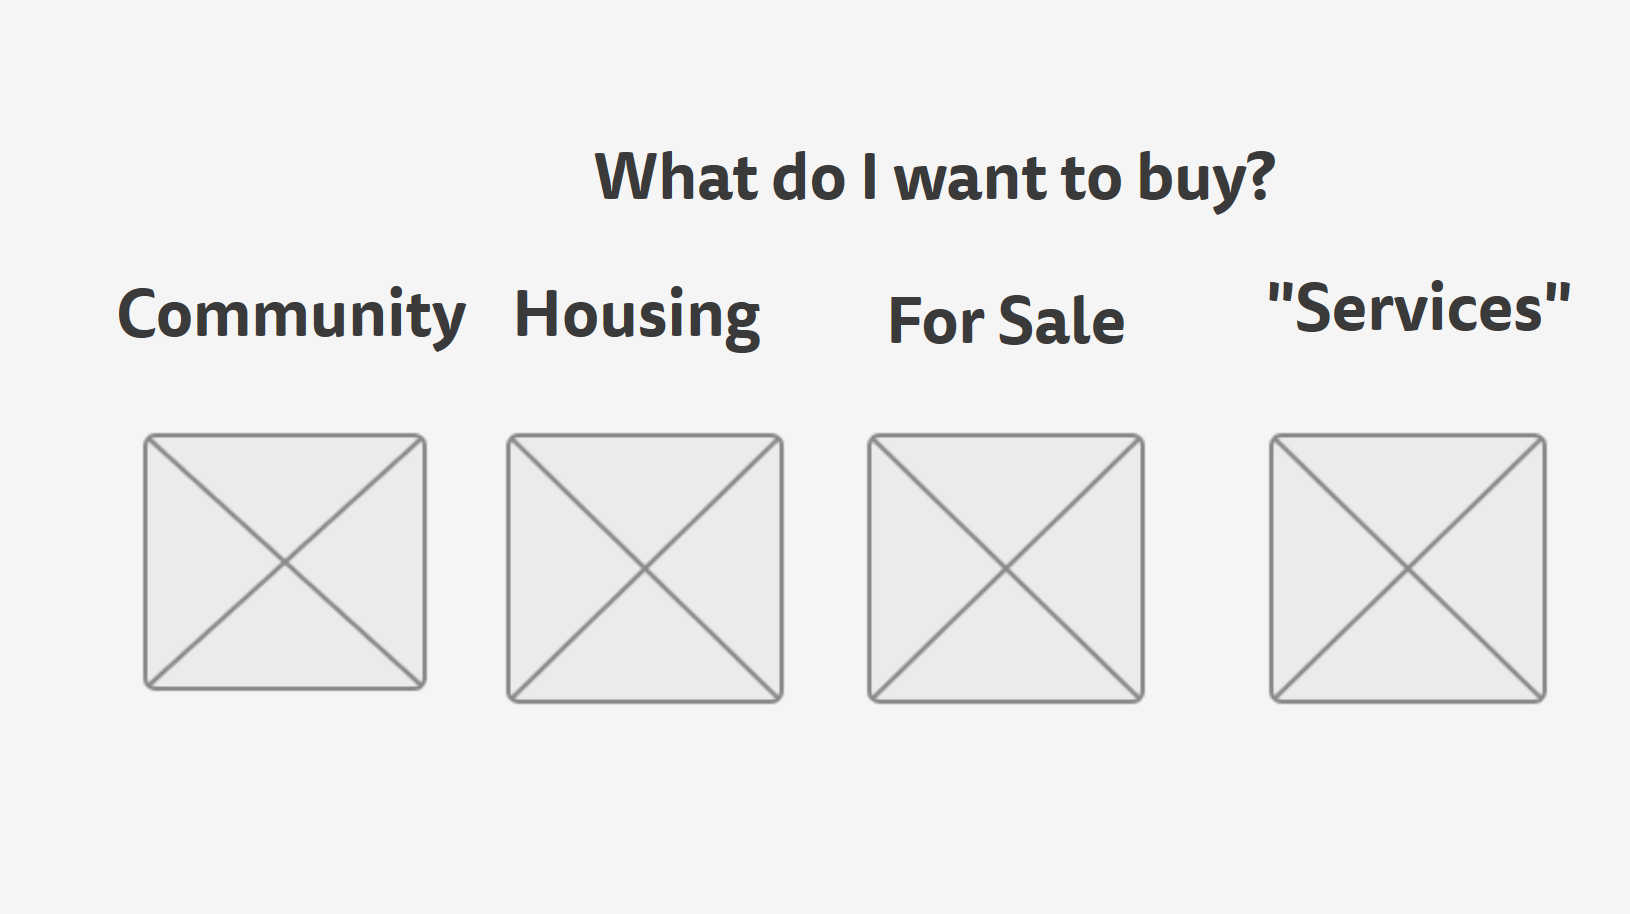 What do I want to buy?
Community
Housing
For Sale
"Services"